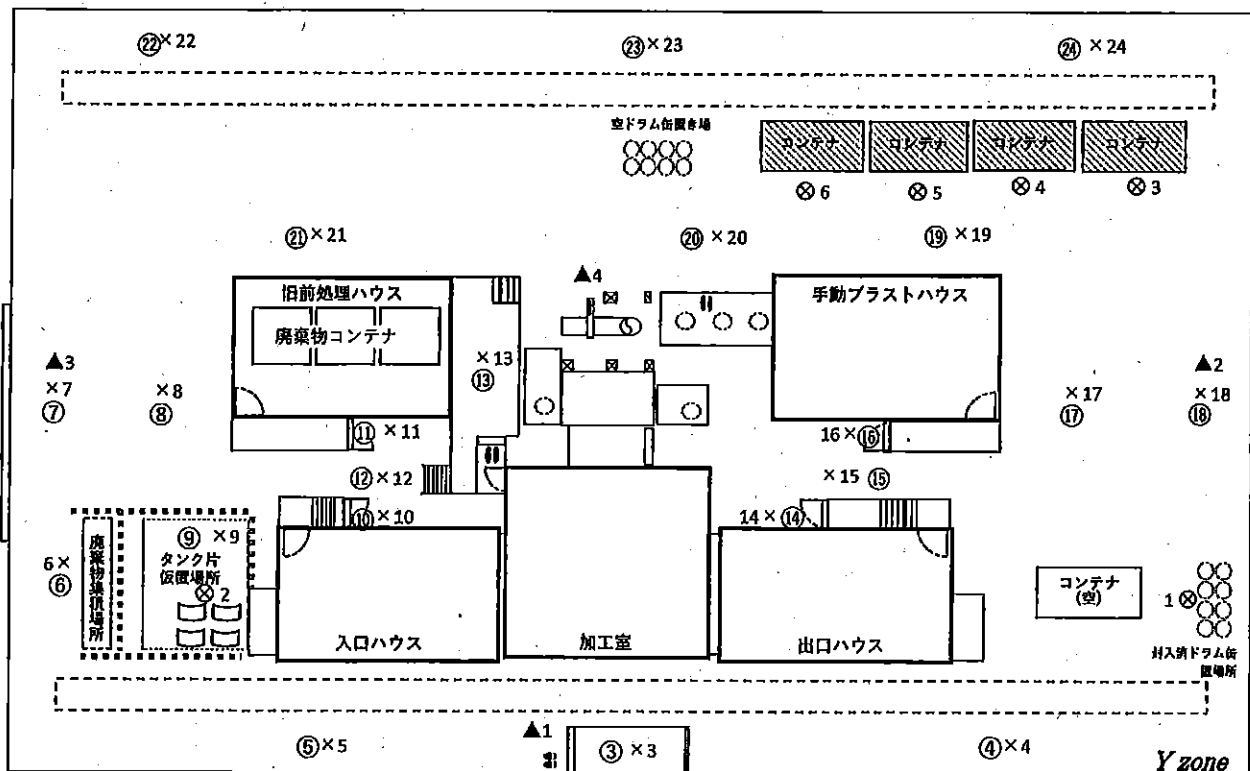 ㉒×22
㉓×23
㉔×24
空ドラム缶置き場
コンテナ
コンテナ
コンテナ
コンテナ
⊗6
⊗5
⊗4
⊗3
㉑×21
⑳×20
⑲×19
▲4
旧前処理ハウス
廃棄物コンテナ
手動ブラストハウス
▲3
×7
⑦
×8
⑧
×13
⑬
▲2
×18
⑱
×17
⑰
⑪×11
16×⑯
⑫×12
×15⑮
⑩×10
14×⑭
6×
⑥
廃棄物集積場所
⑨×9
タンク片
仮置場所
⊗2
入口ハウス
加工室
出口ハウス
コンテナ
(空)
1⊗
封入済ドラム缶
置場所
⑤×5
▲1
③×3
④×4
Y zone